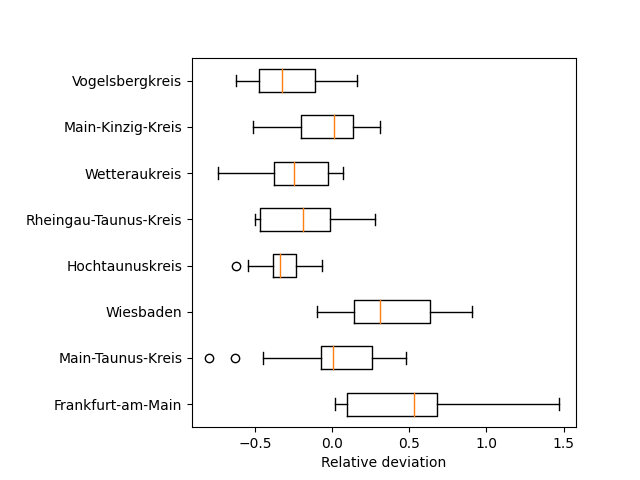 Vogelsbergkreis
Main-Kinzig-Kreis
Wetteraukreis
Rheingau-Taunus-Kreis
Hochtaunuskreis
Wiesbaden
Main-Taunus-Kreis
Frankfurt-am-Main
−0.5 0.0 0.5 1.0 1.5
Relative deviation